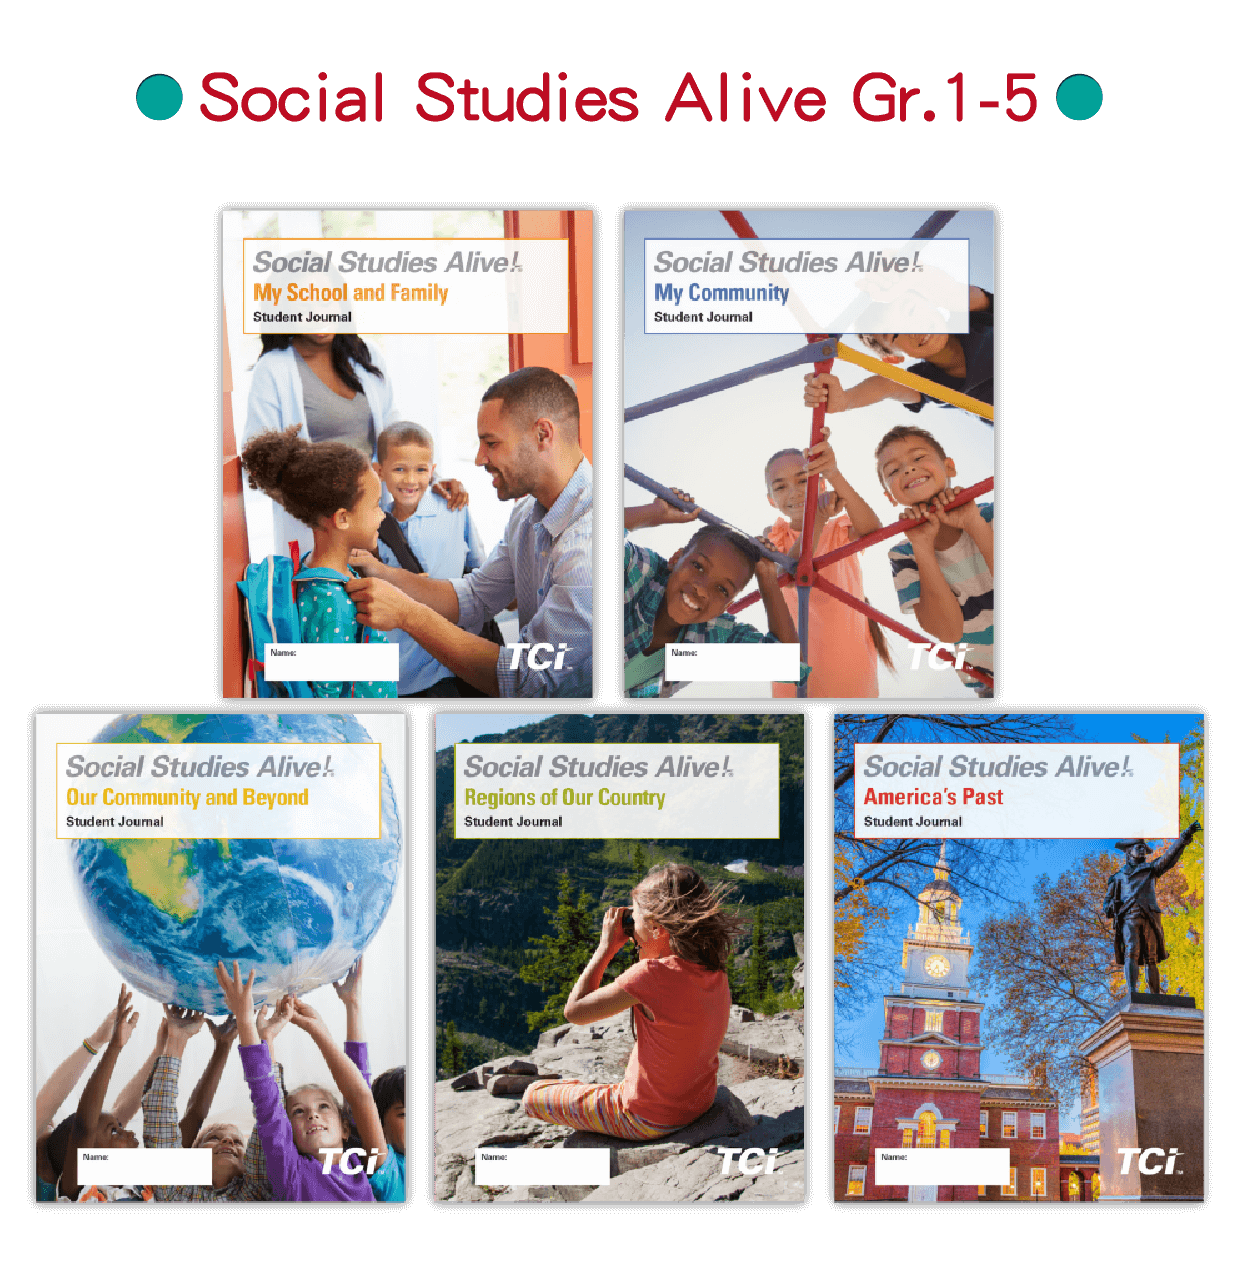 Social Studies Alive Gr.1-5
Social Studies Alive!
My School and Family
Student Journal
Name:
TCi
Social Studies Alive!
My Community
Student Journal
Name:
TCi
Social Studies Alive!
Our Community and Beyond
Student Journal
Name:
TCi
Social Studies Alive!
Regions of Our Country
Student Journal
Name:
TCi
Social Studies Alive!
America's Past
Student Journal
Name:
TCi